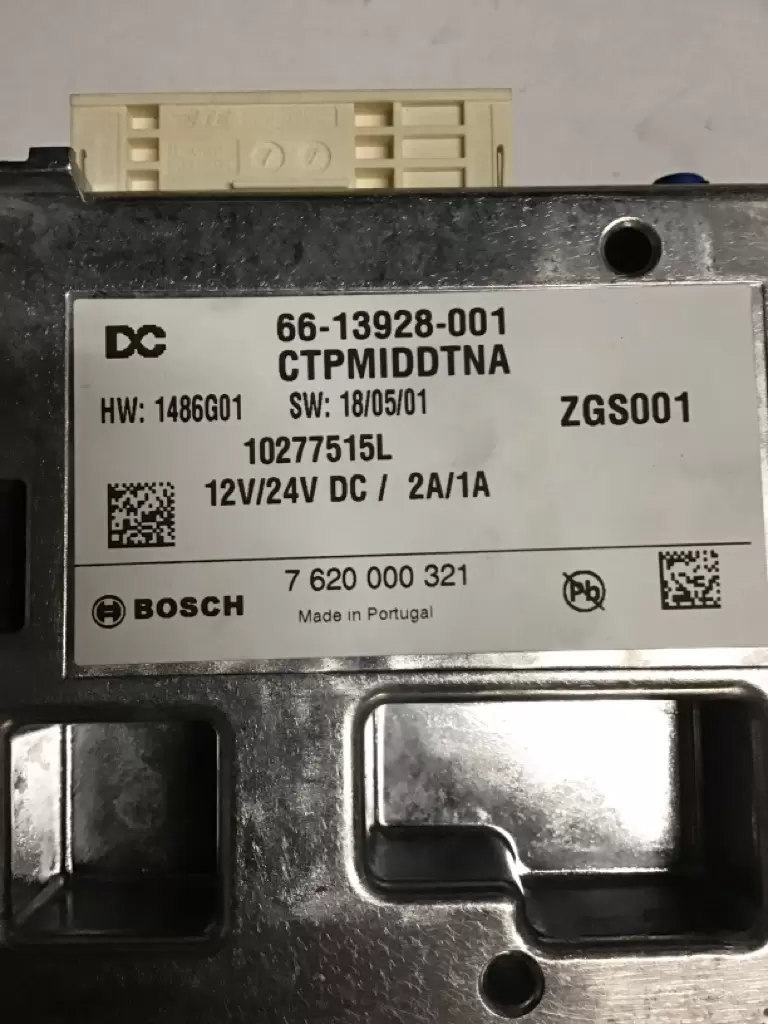 DC
66-13928-001
CTPMIDDTNA
HW: 1486G01 SW: 18/05/01 ZGS001
10277515L
12V/24V DC / 2A/1A
BOSCH 7 620 000 321 Pb
Made in Portugal